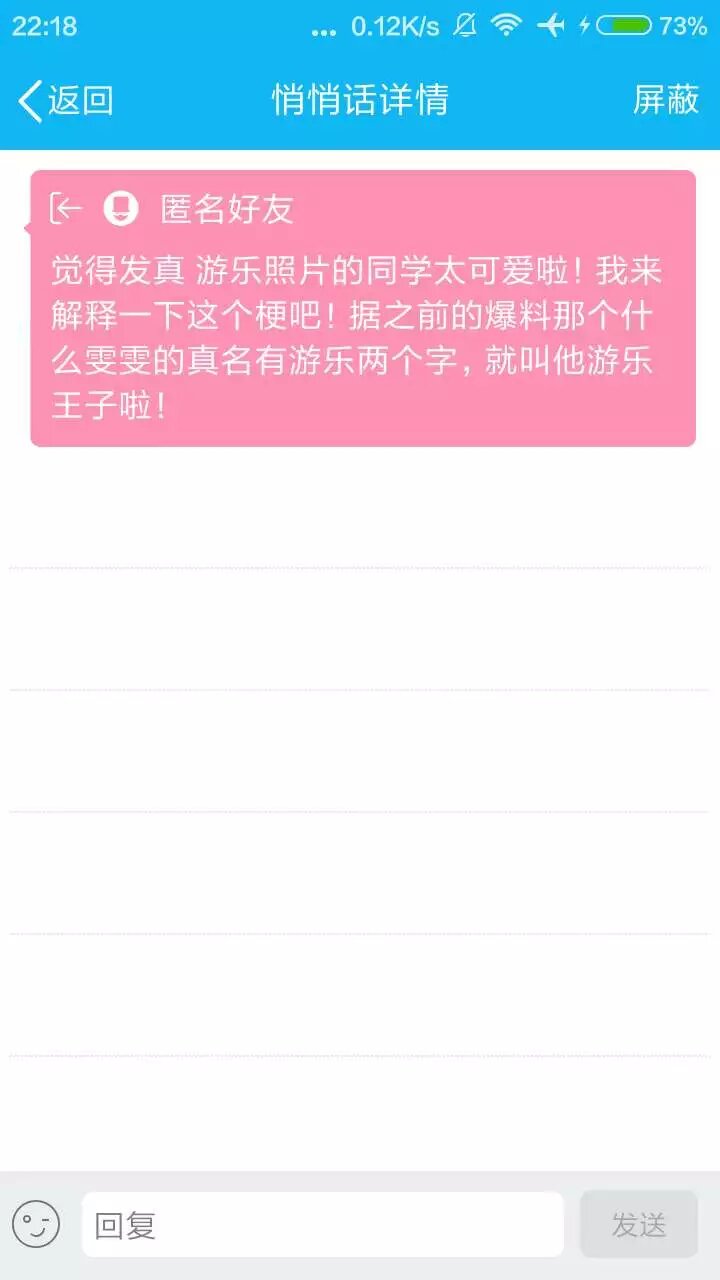 22:18
... 0.12K/s 73%
返回 悄悄话详情 屏蔽
匿名好友
觉得发真 游乐照片的同学太可爱啦！我来
解释一下这个梗吧！据之前的爆料那个什
么雯雯的真名有游乐两个字，就叫他游乐
王子啦！
回复 发送